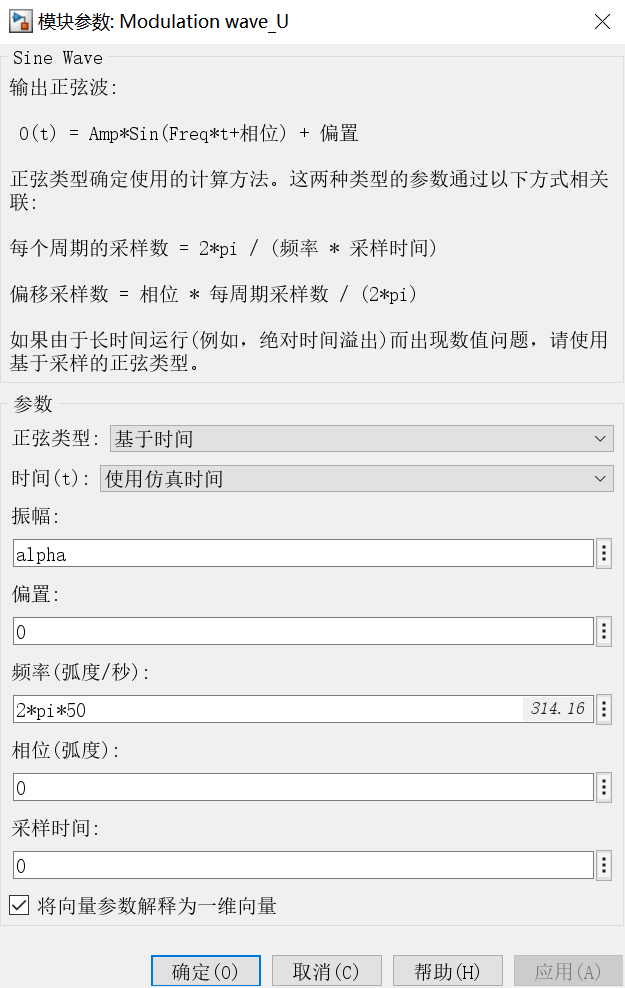 模块参数: Modulation wave_U
Sine Wave
输出正弦波:
O(t) = Amp*Sin(Freq*t+相位) + 偏置
正弦类型确定使用的计算方法。这两种类型的参数通过以下方式相关
联:
每个周期的采样数 = 2*pi / (频率 * 采样时间)
偏移采样数 = 相位 * 每周期采样数 / (2*pi)
如果由于长时间运行(例如，绝对时间溢出)而出现数值问题，请使用
基于采样的正弦类型。
参数
正弦类型: 基于时间
时间(t): 使用仿真时间
振幅:
alpha
偏置:
0
频率(弧度/秒):
2*pi*50 314.16
相位(弧度):
0
采样时间:
0
将向量参数解释为一维向量
确定(O) 取消(C) 帮助(H) 应用(A)